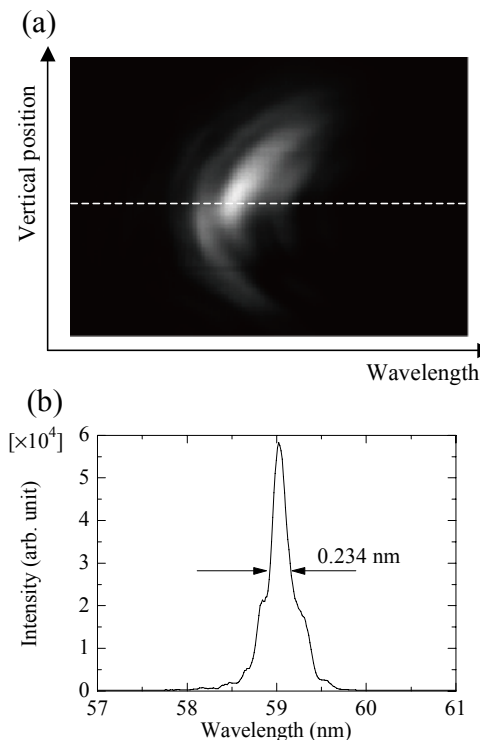 (a)
Vertical position
Wavelength
(b)
[×10⁴]
6
5
4
3
2
1
0
Intensity (arb. unit)
0.234 nm
57 58 59 60 61
Wavelength (nm)